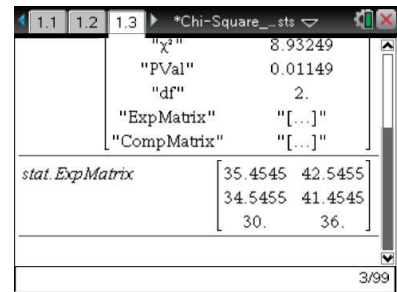 1.1 1.2 1.3 *Chi-Square_...sts
"χ²" 8.93249
"PVal" 0.01149
"df" 2.
"ExpMatrix" "[...]"
"CompMatrix" "[...]"
stat.ExpMatrix [35.4545 42.5455
34.5455 41.4545
30. 36.]
3/99